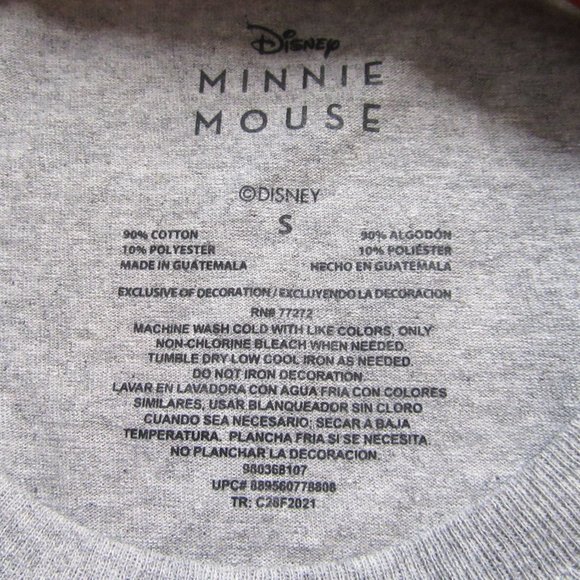 Disney
MINNIE
MOUSE
©DISNEY
S
90% COTTON 90% ALGODÓN
10% POLYESTER 10% POLIÉSTER
MADE IN GUATEMALA HECHO EN GUATEMALA
EXCLUSIVE OF DECORATION / EXCLUYENDO LA DECORACION
RN# 77272
MACHINE WASH COLD WITH LIKE COLORS, ONLY
NON-CHLORINE BLEACH WHEN NEEDED.
TUMBLE DRY LOW COOL IRON AS NEEDED.
DO NOT IRON DECORATION.
LAVAR EN LAVADORA CON AGUA FRIA CON COLORES
SIMILARES, USAR BLANQUEADOR SIN CLORO
CUANDO SEA NECESARIO; SECAR A BAJA
TEMPERATURA. PLANCHA FRIA SI SE NECESITA.
NO PLANCHAR LA DECORACION.
980368107
UPC# 889560778808
TR: C28F2021